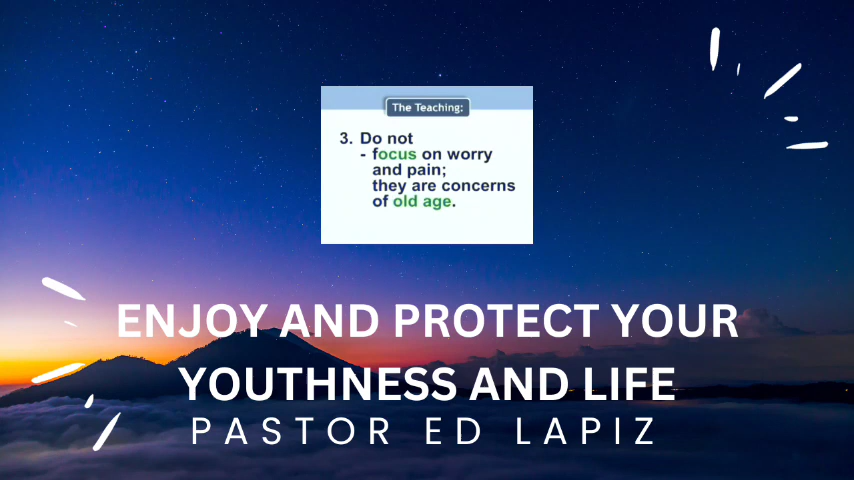 The Teaching:
3. Do not
- focus on worry
and pain;
they are concerns
of old age.
ENJOY AND PROTECT YOUR
YOUTHNESS AND LIFE
PASTOR ED LAPIZ